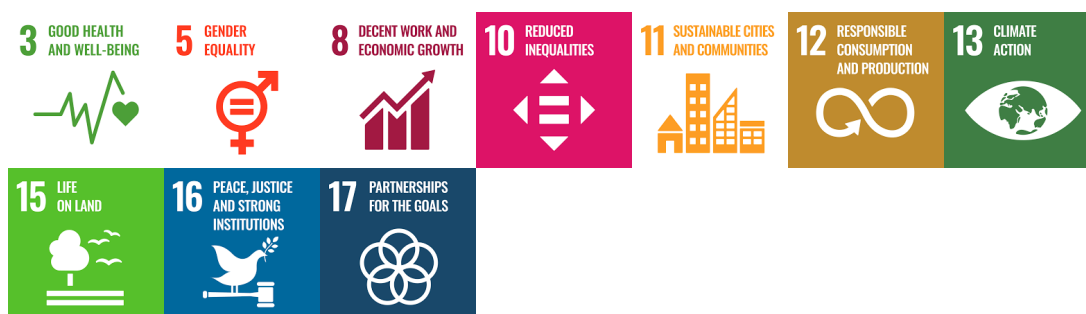 3 GOOD HEALTH
AND WELL-BEING
5 GENDER
EQUALITY
8 DECENT WORK AND
ECONOMIC GROWTH
10 REDUCED
INEQUALITIES
11 SUSTAINABLE CITIES
AND COMMUNITIES
12 RESPONSIBLE
CONSUMPTION
AND PRODUCTION
13 CLIMATE
ACTION
15 LIFE
ON LAND
16 PEACE, JUSTICE
AND STRONG
INSTITUTIONS
17 PARTNERSHIPS
FOR THE GOALS